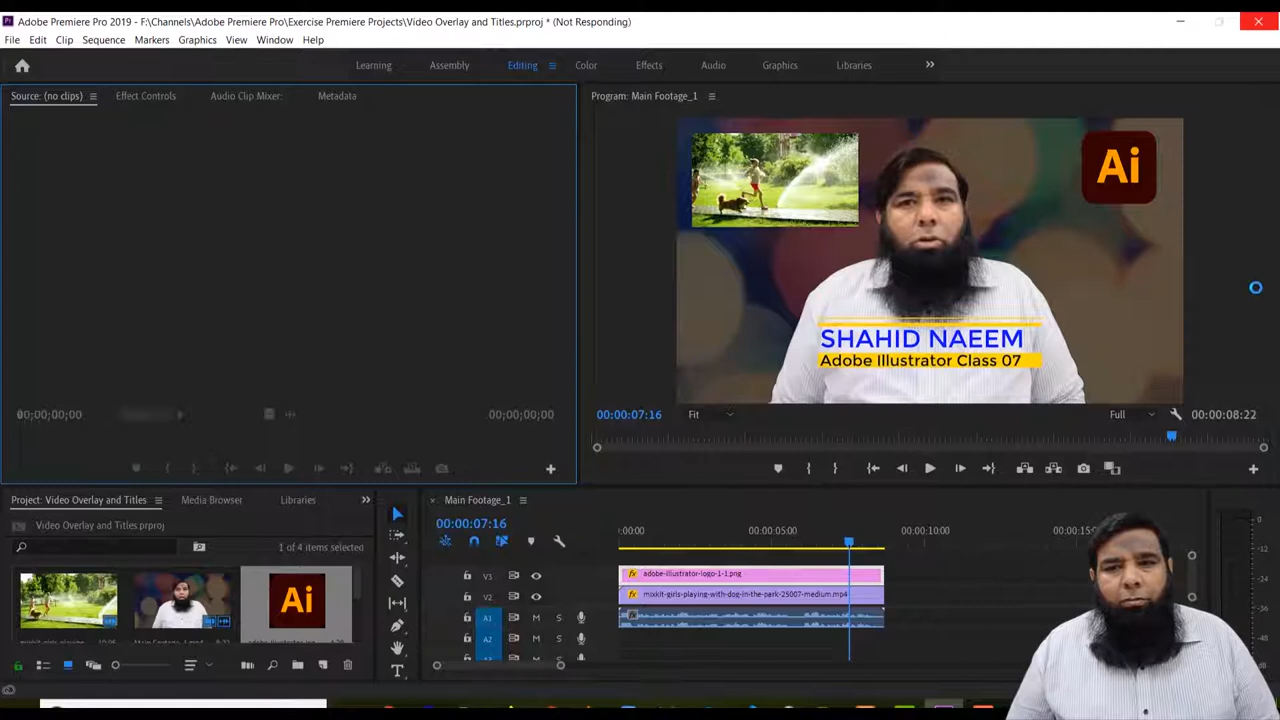 Adobe Premiere Pro 2019 - F:\Channels\Adobe Premiere Pro\Exercise Premiere Projects\Video Overlay and Titles.prproj * (Not Responding)
File Edit Clip Sequence Markers Graphics View Window Help
Learning Assembly Editing Color Effects Audio Graphics Libraries
Source: (no clips) Effect Controls Audio Clip Mixer: Metadata
Program: Main Footage_1
Ai
SHAHID NAEEM
Adobe Illustrator Class 07
00;00;00;00 00;00;00;00
00:00:07:16 Fit Full 00:00:08:22
Project: Video Overlay and Titles Media Browser Libraries
Video Overlay and Titles.prproj
1 of 4 items selected
Ai
Main Footage_1
00:00:07:16
:00:00 00:00:05:00 00:00:10:00
V3 adobe-illustrator-logo-1-1.png
V2 mixkit-girls-playing-with-dog-in-the-park-25007-medium.mp4
A1 M S
A2 M S